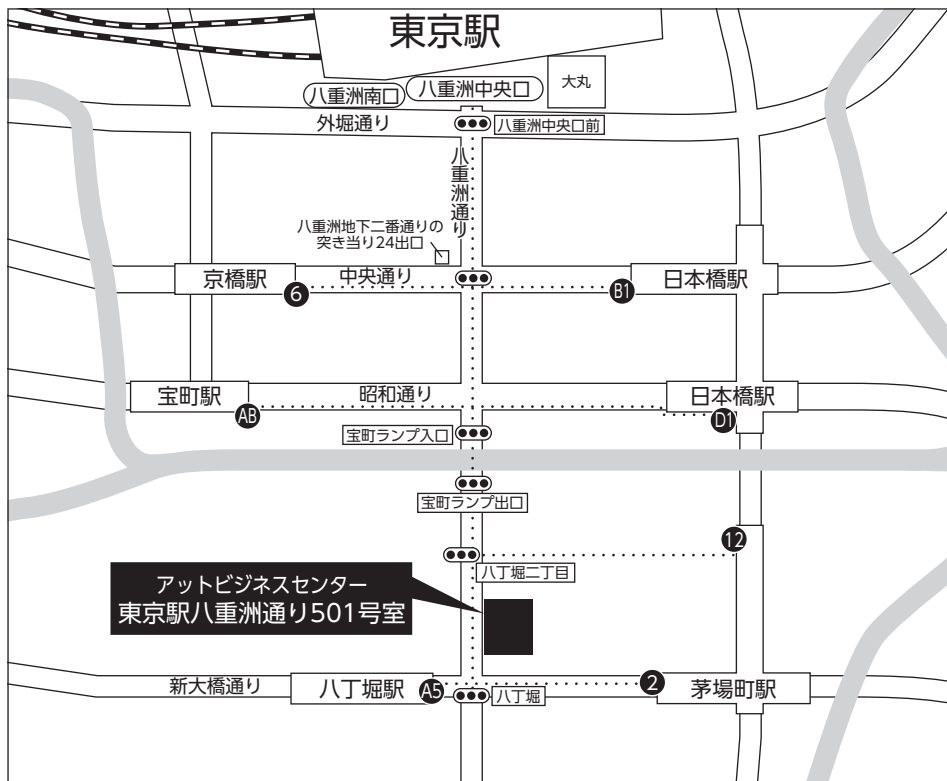 東京駅
八重洲南口
八重洲中央口
大丸
外堀通り
八重洲中央口前
八重洲通り
八重洲地下二番通りの
突き当り24出口
京橋駅
中央通り
日本橋駅
6
B1
宝町駅
昭和通り
日本橋駅
AB
D1
宝町ランプ入口
宝町ランプ出口
12
八丁堀二丁目
アットビジネスセンター
東京駅八重洲通り501号室
新大橋通り
八丁堀駅
A5
八丁堀
2
茅場町駅